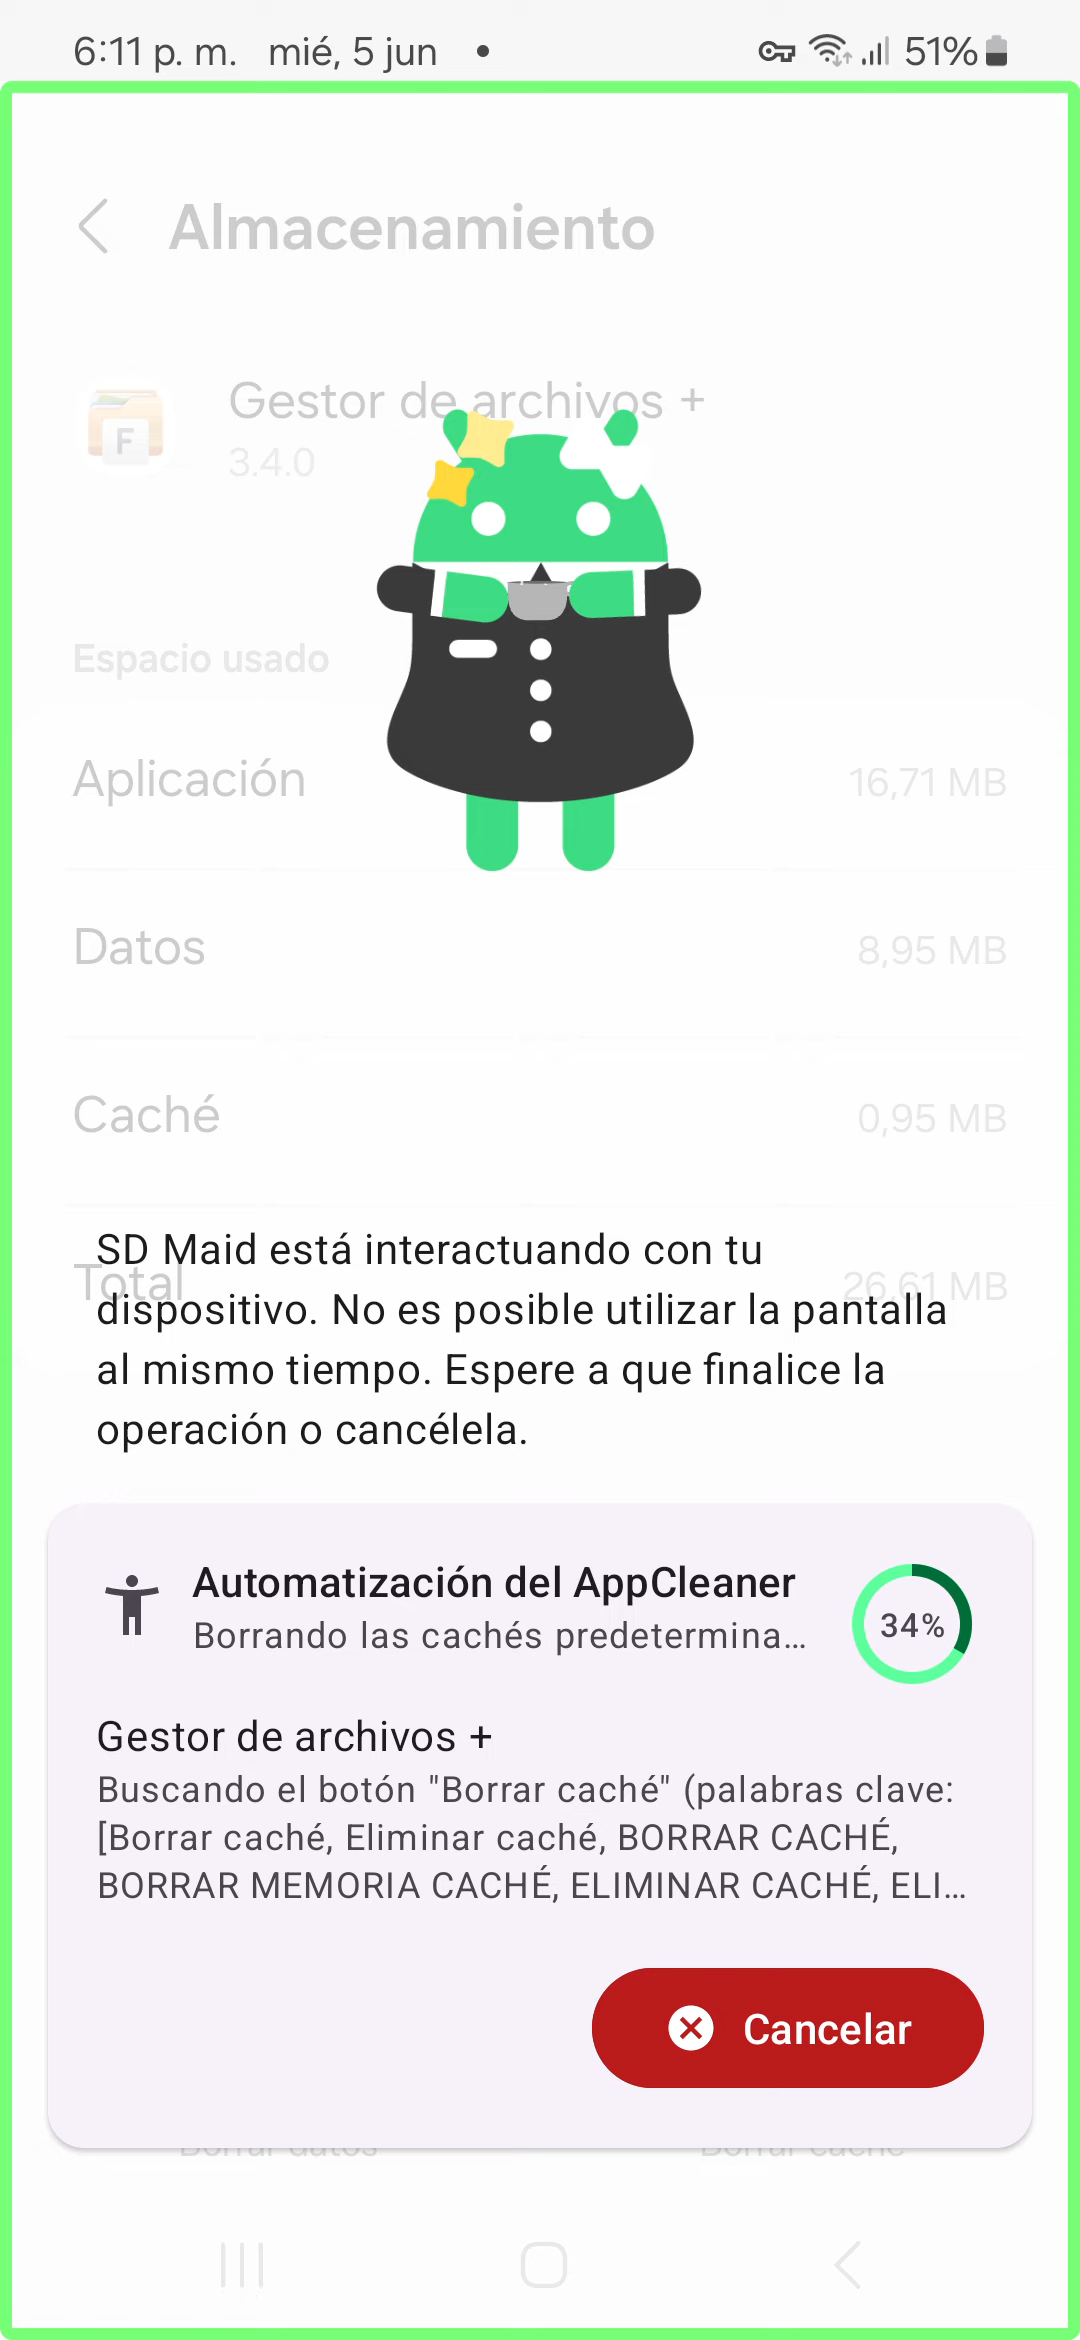 6:11 p. m. mié, 5 jun • 51%
Almacenamiento
Gestor de archivos +
F
3.4.0
Espacio usado
Aplicación 16,71 MB
Datos 8,95 MB
Caché 0,95 MB
Total 26,61 MB
SD Maid está interactuando con tu
dispositivo. No es posible utilizar la pantalla
al mismo tiempo. Espere a que finalice la
operación o cancélela.
Automatización del AppCleaner
Borrando las cachés predetermina...
34%
Gestor de archivos +
Buscando el botón "Borrar caché" (palabras clave:
[Borrar caché, Eliminar caché, BORRAR CACHÉ,
BORRAR MEMORIA CACHÉ, ELIMINAR CACHÉ, ELI...
Cancelar
Borrar datos Borrar caché